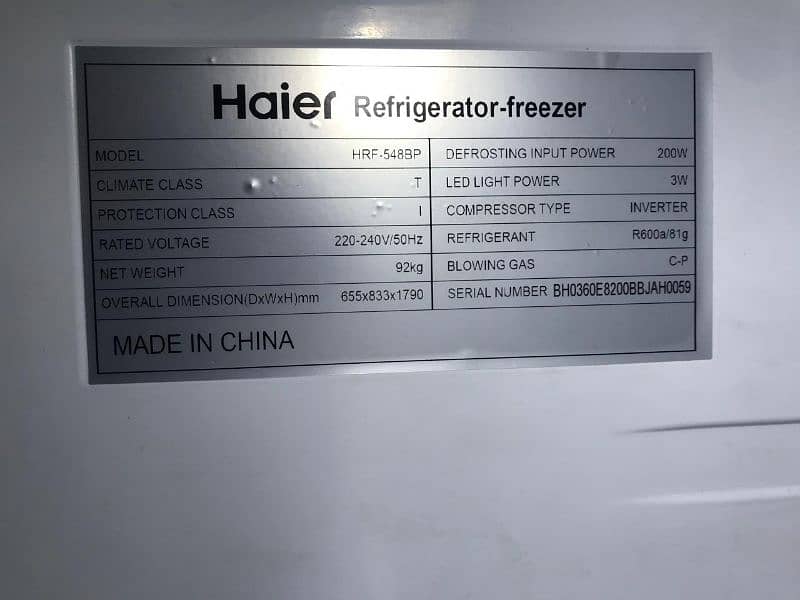 Haier Refrigerator-freezer
MODEL HRF-548BP
CLIMATE CLASS T
PROTECTION CLASS I
RATED VOLTAGE 220-240V/50Hz
NET WEIGHT 92kg
OVERALL DIMENSION(DxWxH)mm 655x833x1790
DEFROSTING INPUT POWER 200W
LED LIGHT POWER 3W
COMPRESSOR TYPE INVERTER
REFRIGERANT R600a/81g
BLOWING GAS C-P
SERIAL NUMBER BH0360E8200BBJAH0059
MADE IN CHINA